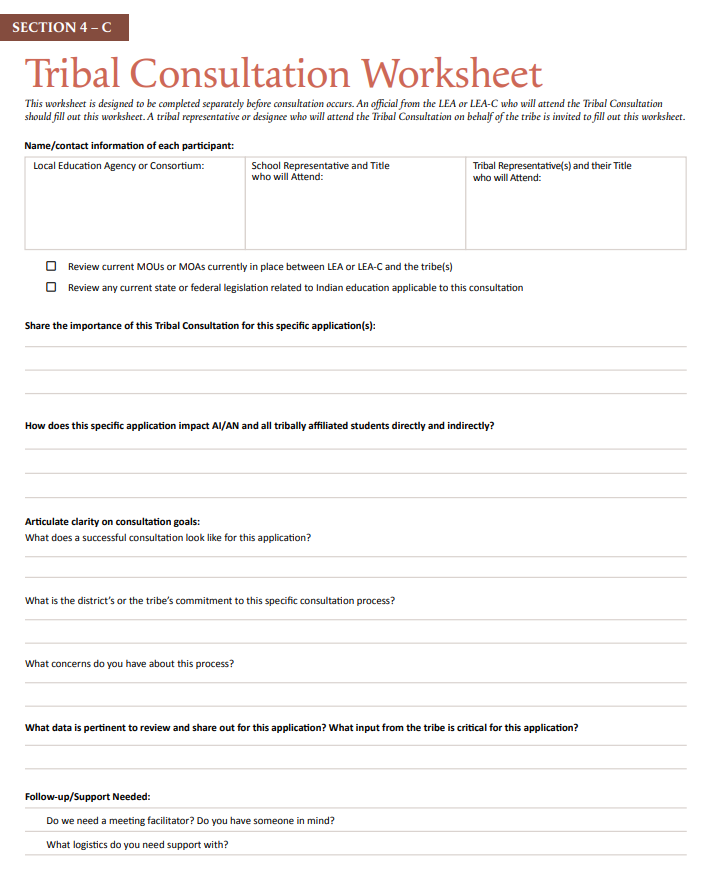 SECTION 4 – C
Tribal Consultation Worksheet
This worksheet is designed to be completed separately before consultation occurs. An official from the LEA or LEA-C who will attend the Tribal Consultation
should fill out this worksheet. A tribal representative or designee who will attend the Tribal Consultation on behalf of the tribe is invited to fill out this worksheet.
Name/contact information of each participant:
Local Education Agency or Consortium:
School Representative and Title
who will Attend:
Tribal Representative(s) and their Title
who will Attend:
Review current MOUs or MOAs currently in place between LEA or LEA-C and the tribe(s)
Review any current state or federal legislation related to Indian education applicable to this consultation
Share the importance of this Tribal Consultation for this specific application(s):
How does this specific application impact AI/AN and all tribally affiliated students directly and indirectly?
Articulate clarity on consultation goals:
What does a successful consultation look like for this application?
What is the district’s or the tribe’s commitment to this specific consultation process?
What concerns do you have about this process?
What data is pertinent to review and share out for this application? What input from the tribe is critical for this application?
Follow-up/Support Needed:
Do we need a meeting facilitator? Do you have someone in mind?
What logistics do you need support with?